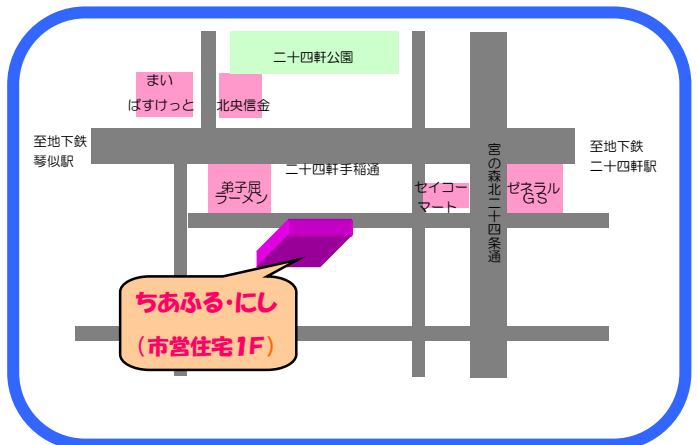 二十四軒公園
まい
ばすけっと
北央信金
至地下鉄
琴似駅
宮の森北二十四条通
至地下鉄
二十四軒駅
二十四軒手稲通
弟子屈
ラーメン
セイコー
マート
ゼネラル
GS
ちあふる・にし
（市営住宅1F）